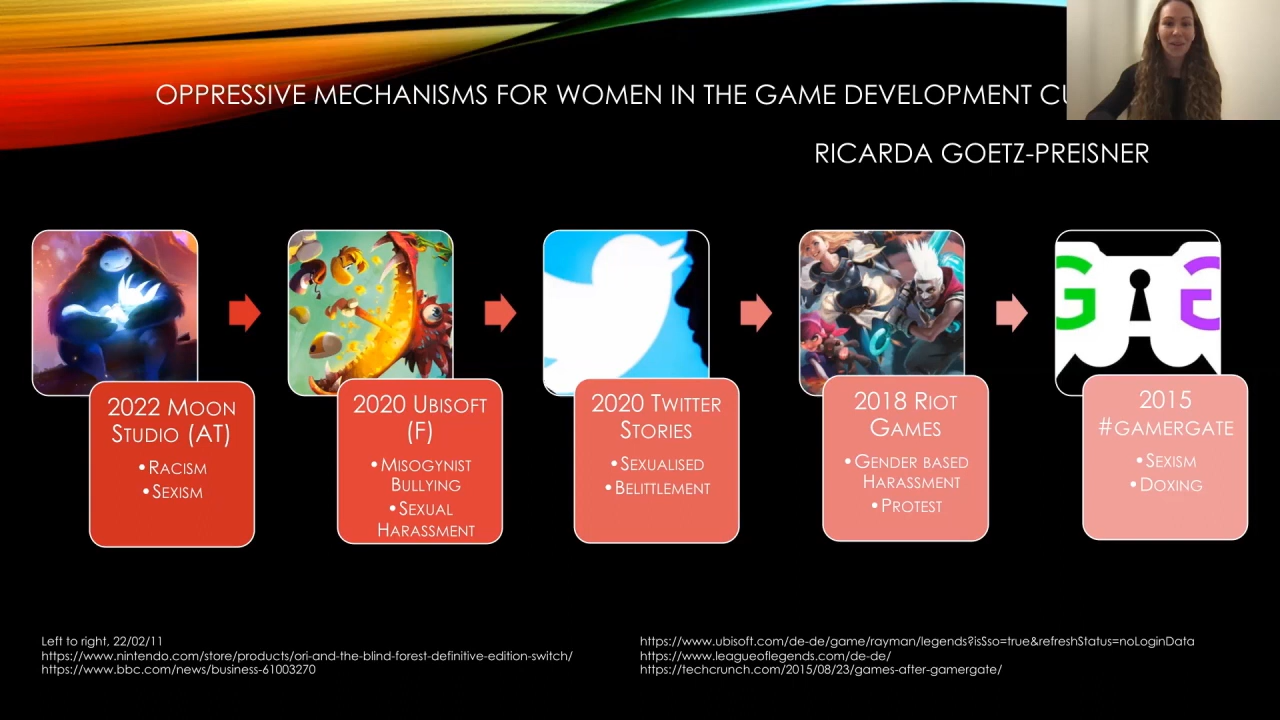 OPPRESSIVE MECHANISMS FOR WOMEN IN THE GAME DEVELOPMENT
RICARDA GOETZ-PREISNER
G G
2022 MOON
STUDIO (AT)
• RACISM
• SEXISM
2020 UBISOFT
(F)
• MISOGYNIST
BULLYING
• SEXUAL
HARASSMENT
2020 TWITTER
STORIES
• SEXUALISED
• BELITTLEMENT
2018 RIOT
GAMES
• GENDER BASED
HARASSMENT
• PROTEST
2015
#GAMERGATE
• SEXISM
• DOXING
Left to right, 22/02/11
https://www.nintendo.com/store/products/ori-and-the-blind-forest-definitive-edition-switch/
https://www.bbc.com/news/business-61003270
https://www.ubisoft.com/de-de/game/rayman/legends?isSso=true&refreshStatus=noLoginData
https://www.leagueoflegends.com/de-de/
https://techcrunch.com/2015/08/23/games-after-gamergate/